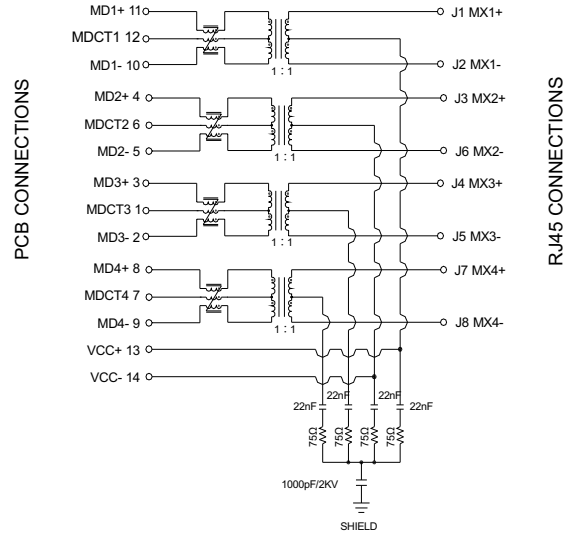 MD1+ 11
J1 MX1+
MDCT1 12
MD1- 10
J2 MX1-
1 : 1
MD2+ 4
J3 MX2+
MDCT2 6
MD2- 5
J6 MX2-
1 : 1
MD3+ 3
J4 MX3+
MDCT3 1
MD3- 2
J5 MX3-
1 : 1
MD4+ 8
J7 MX4+
MDCT4 7
MD4- 9
J8 MX4-
1 : 1
VCC+ 13
VCC- 14
PCB CONNECTIONS
RJ45 CONNECTIONS
22nF
22nF
22nF
22nF
75Ω
75Ω
75Ω
75Ω
1000pF/2KV
SHIELD